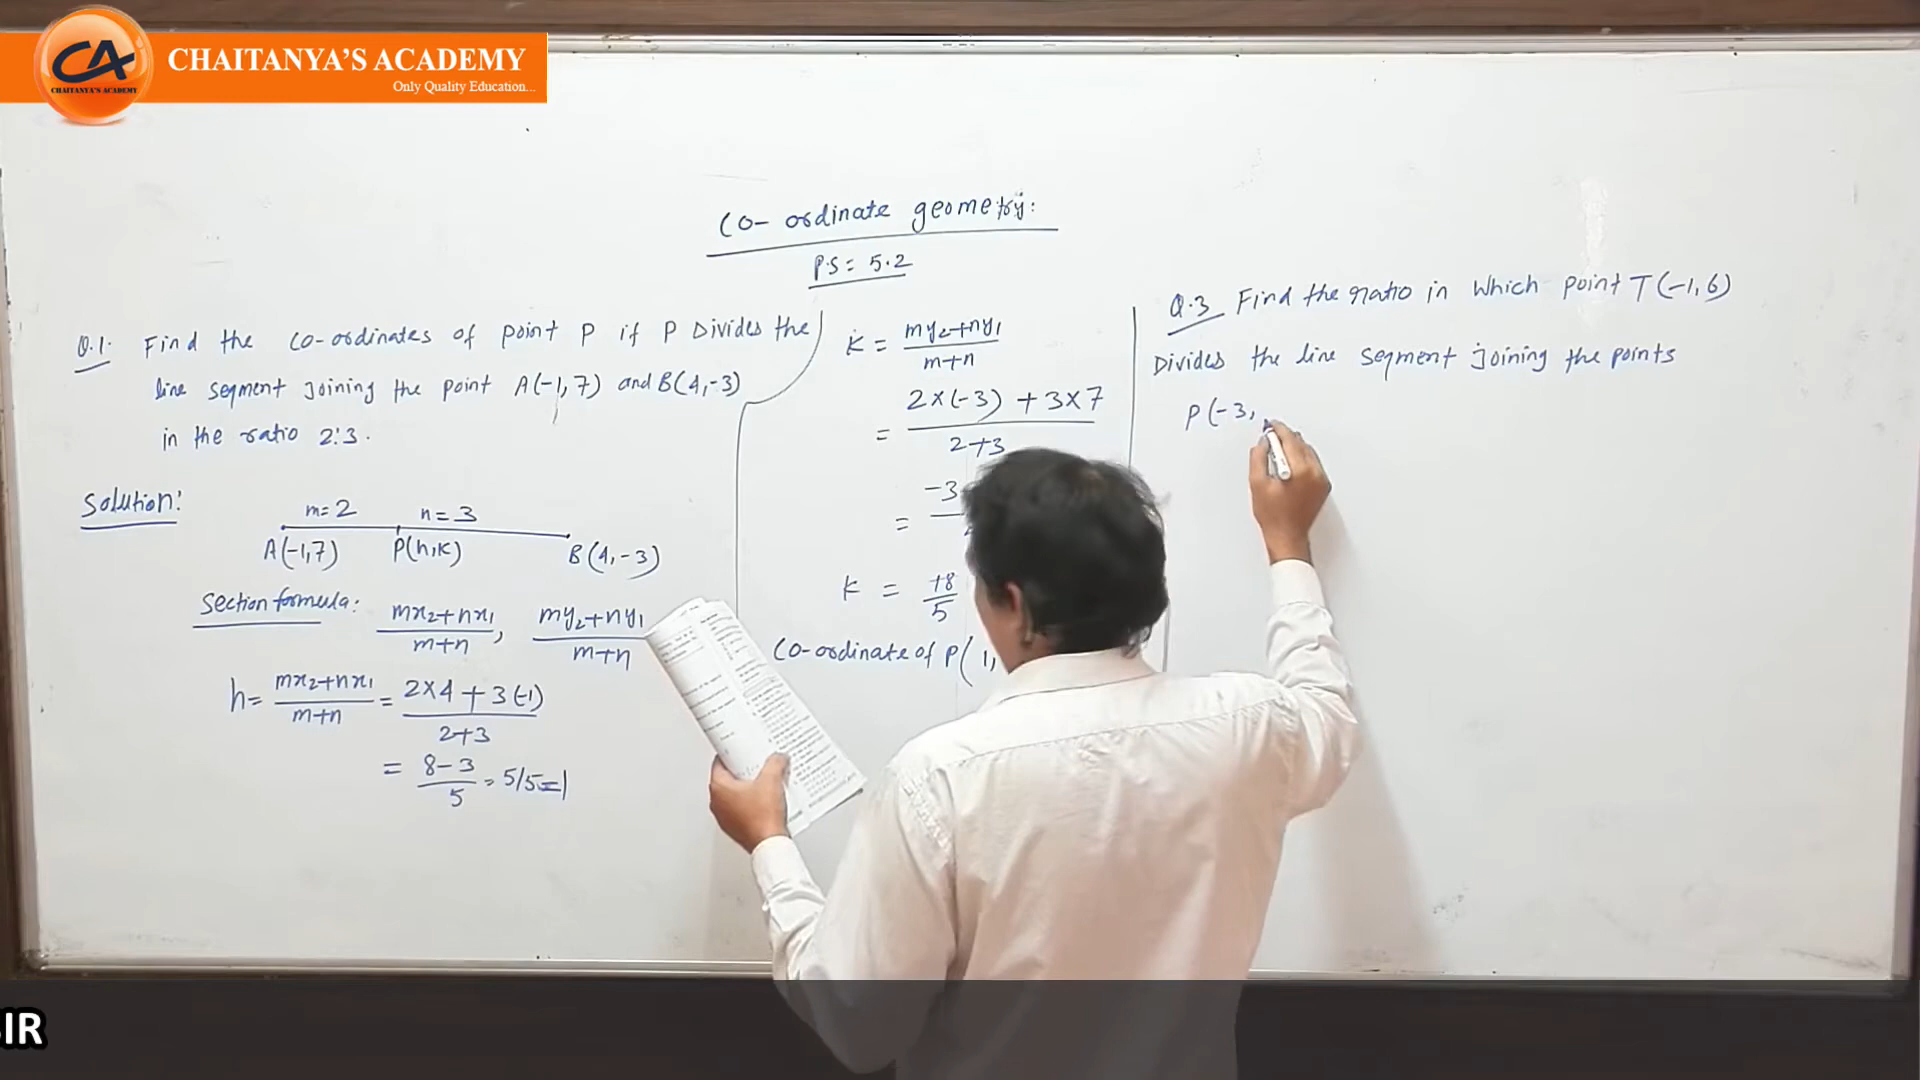 CA
CHAITANYA'S ACADEMY
CHAITANYA'S ACADEMY
Only Quality Education...
Co-ordinate geometry:
P.S = 5.2
Q.1. Find the co-ordinates of point P if P Divides the
line segment joining the point A(-1,7) and B(4,-3)
in the ratio 2:3.
Solution:
m=2 n=3
A(-1,7) P(h,k) B(4,-3)
Section formula: mx₂+nx₁/m+n, my₂+ny₁/m+n
h= mx₂+nx₁/m+n = 2×4+3(-1)/2+3
= 8-3/5 = 5/5=1
K = my₂+ny₁/m+n
= 2×(-3)+3×7/2+3
= -3
K = /5
Co-ordinate of P(1,
Q.3 Find the ratio in which point T(-1,6)
Divides the line segment joining the points
P(-3,
IR